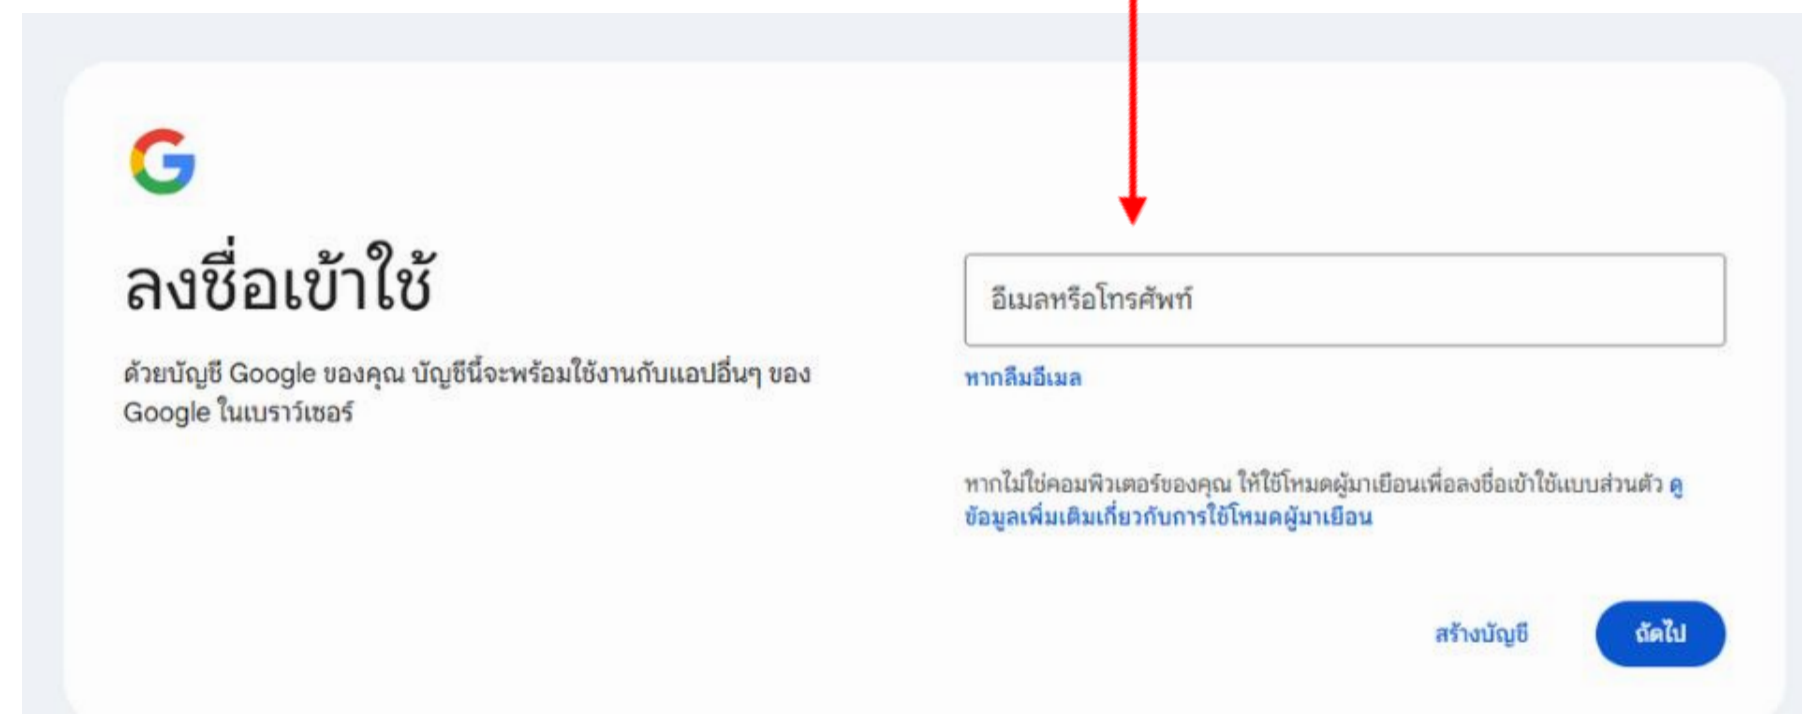 ลงชื่อเข้าใช้
ด้วยบัญชี Google ของคุณ บัญชีนี้จะพร้อมใช้งานกับแอปอื่นๆ ของ
Google ในเบราว์เซอร์
อีเมลหรือโทรศัพท์
หากลืมอีเมล
หากไม่ใช่คอมพิวเตอร์ของคุณ ให้ใช้โหมดผู้มาเยือนเพื่อลงชื่อเข้าใช้แบบส่วนตัว ดู
ข้อมูลเพิ่มเติมเกี่ยวกับการใช้โหมดผู้มาเยือน
สร้างบัญชี
ถัดไป